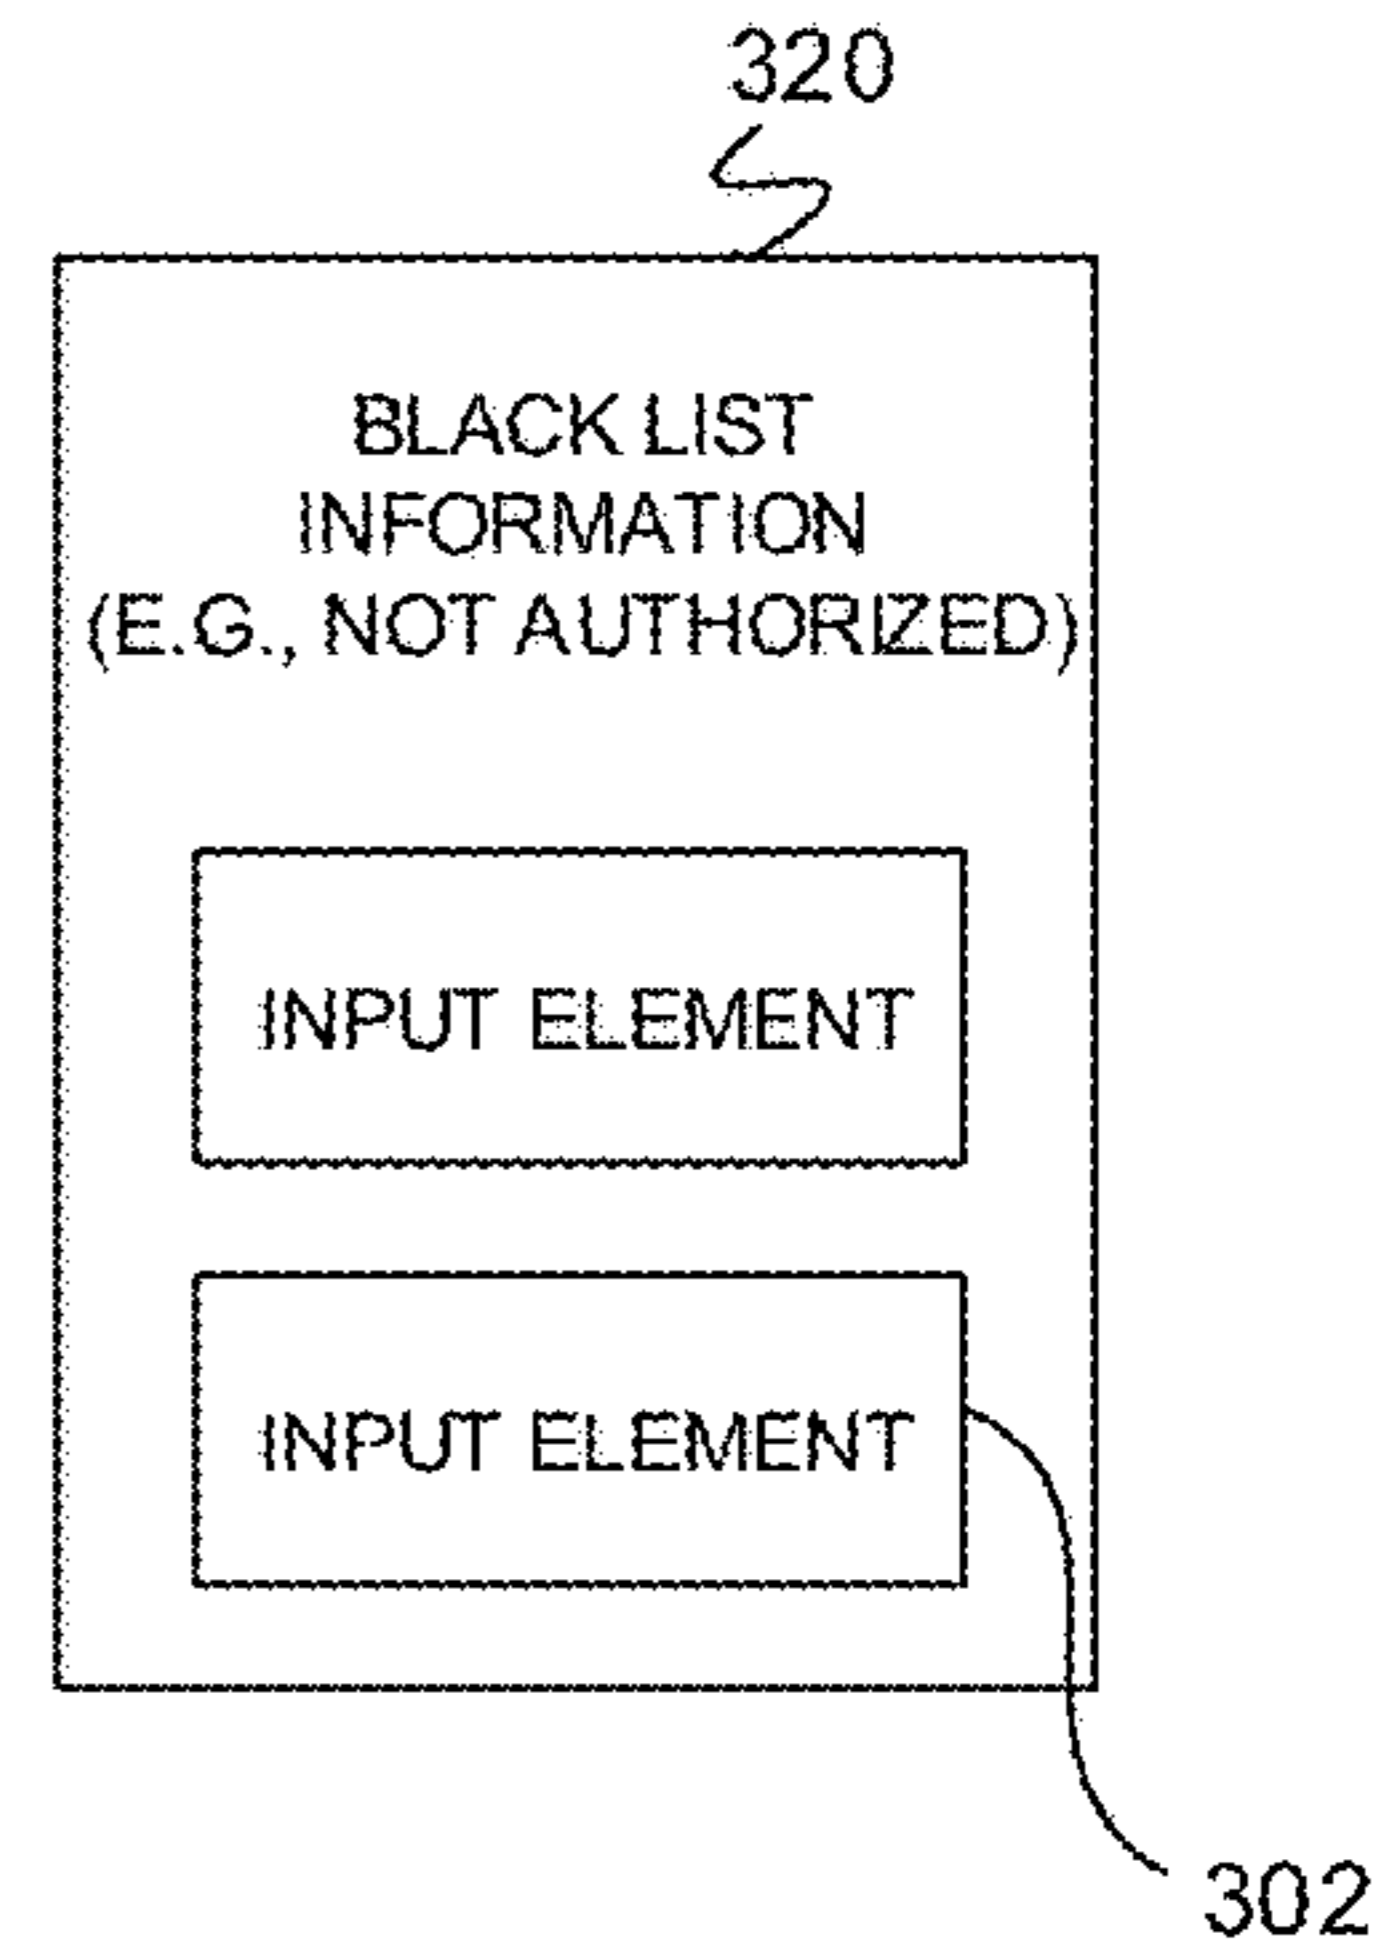 320
BLACK LIST
INFORMATION
(E.G., NOT AUTHORIZED)
INPUT ELEMENT
INPUT ELEMENT
302